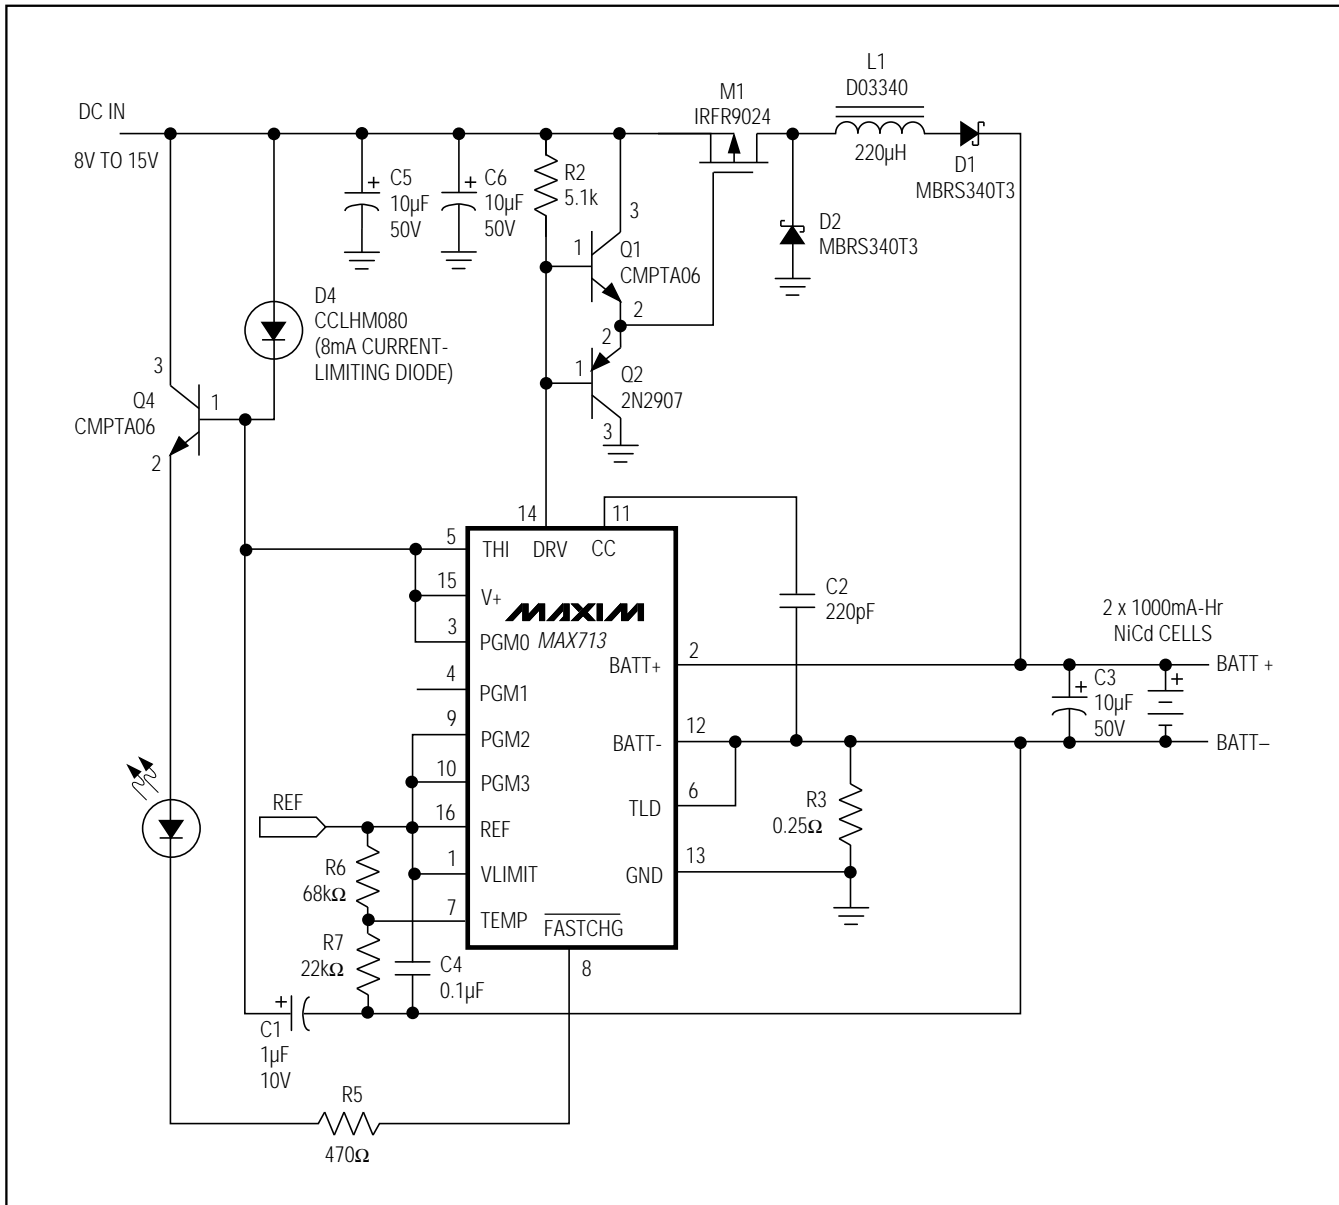 L1
D03340
220µH
M1
IRFR9024
DC IN
8V TO 15V
C5
10µF
50V
C6
10µF
50V
R2
5.1k
D1
MBRS340T3
D2
MBRS340T3
3
1
Q1
CMPTA06
2
D4
CCLHM080
(8mA CURRENT-
LIMITING DIODE)
2
1
Q2
2N2907
3
3
Q4
CMPTA06
1
2
14
11
5
THI
DRV
CC
15
V+
MAXIM
3
PGM0
MAX713
4
PGM1
9
PGM2
10
PGM3
REF
16
REF
1
VLIMIT
7
TEMP
FASTCHG
8
C2
220pF
2 x 1000mA-Hr
NiCd CELLS
2
BATT+
BATT +
+
C3
10µF
50V
+
12
BATT-
BATT–
6
TLD
R3
0.25Ω
13
GND
R6
68kΩ
R7
22kΩ
C4
0.1µF
+
C1
1µF
10V
R5
470Ω
+
+